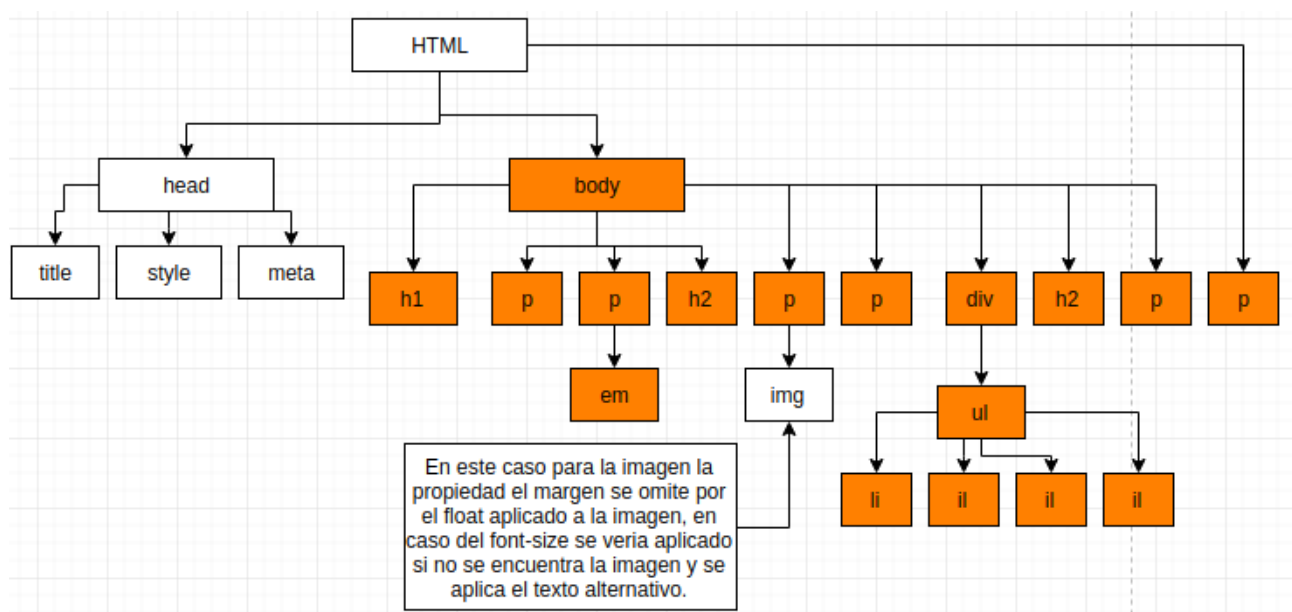 HTML
head
body
title
style
meta
h1
p
p
h2
p
p
div
h2
p
p
em
img
ul
En este caso para la imagen la
propiedad el margen se omite por
el float aplicado a la imagen, en
caso del font-size se veria aplicado
si no se encuentra la imagen y se
aplica el texto alternativo.
li
il
il
il